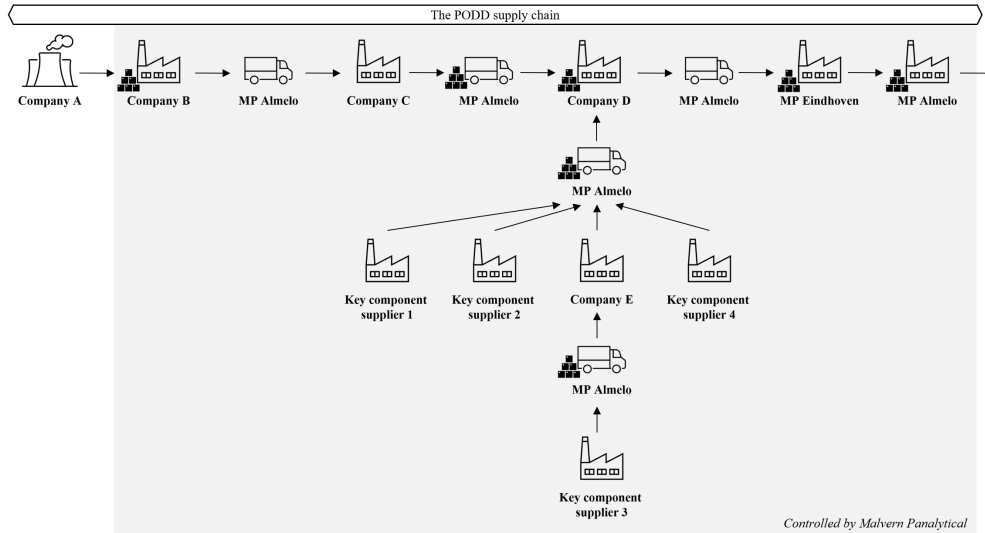 The PODD supply chain
Company A
Company B
MP Almelo
Company C
MP Almelo
Company D
MP Almelo
MP Eindhoven
MP Almelo
MP Almelo
Key component
supplier 1
Key component
supplier 2
Company E
Key component
supplier 4
MP Almelo
Key component
supplier 3
Controlled by Malvern Panalytical